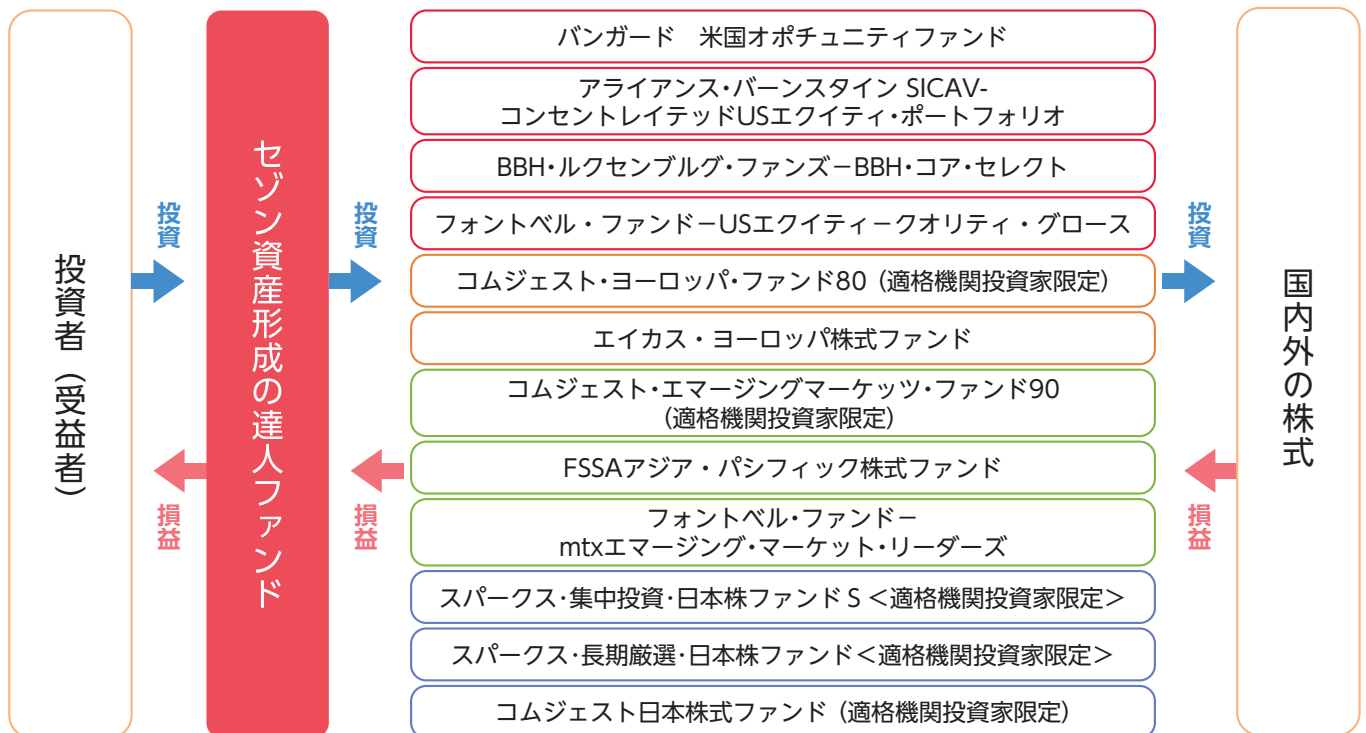 投資者（受益者）
投資
損益
セゾン資産形成の達人ファンド
投資
損益
バンガード　米国オポチュニティファンド
アライアンス・バーンスタイン SICAV-
コンセントレイテッドUSエクイティ・ポートフォリオ
BBH・ルクセンブルグ・ファンズ－BBH・コア・セレクト
フォントベル・ファンド－USエクイティ－クオリティ・グロース
コムジェスト・ヨーロッパ・ファンド80（適格機関投資家限定）
エイカス・ヨーロッパ株式ファンド
コムジェスト・エマージングマーケッツ・ファンド90
（適格機関投資家限定）
FSSAアジア・パシフィック株式ファンド
フォントベル・ファンド－
mtxエマージング・マーケット・リーダーズ
スパークス・集中投資・日本株ファンド S＜適格機関投資家限定＞
スパークス・長期厳選・日本株ファンド＜適格機関投資家限定＞
コムジェスト日本株式ファンド（適格機関投資家限定）
投資
損益
国内外の株式